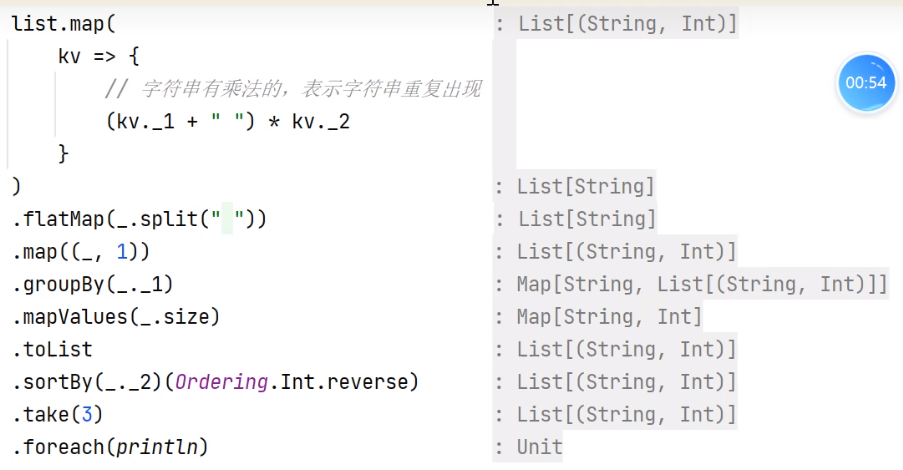 list.map( : List[(String, Int)]
kv => {
// 字符串有乘法的，表示字符串重复出现
(kv._1 + " ") * kv._2
}
) : List[String]
.flatMap(_.split(" ")) : List[String]
.map((_, 1)) : List[(String, Int)]
.groupBy(_._1) : Map[String, List[(String, Int)]]
.mapValues(_.size) : Map[String, Int]
.toList : List[(String, Int)]
.sortBy(_._2)(Ordering.Int.reverse) : List[(String, Int)]
.take(3) : List[(String, Int)]
.foreach(println) : Unit
00:54